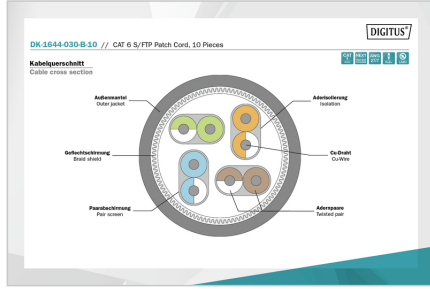 DIGITUS®
DK-1644-030-B-10 // CAT 6 S/FTP Patch Cord, 10 Pieces
Kabelquerschnitt
Cable cross section
Außenmantel
Outer jacket
Aderisolierung
Isolation
Geflechtschirmung
Braid shield
Cu-Draht
Cu-Wire
Paarabschirmung
Pair screen
Aderspaare
Twisted pair